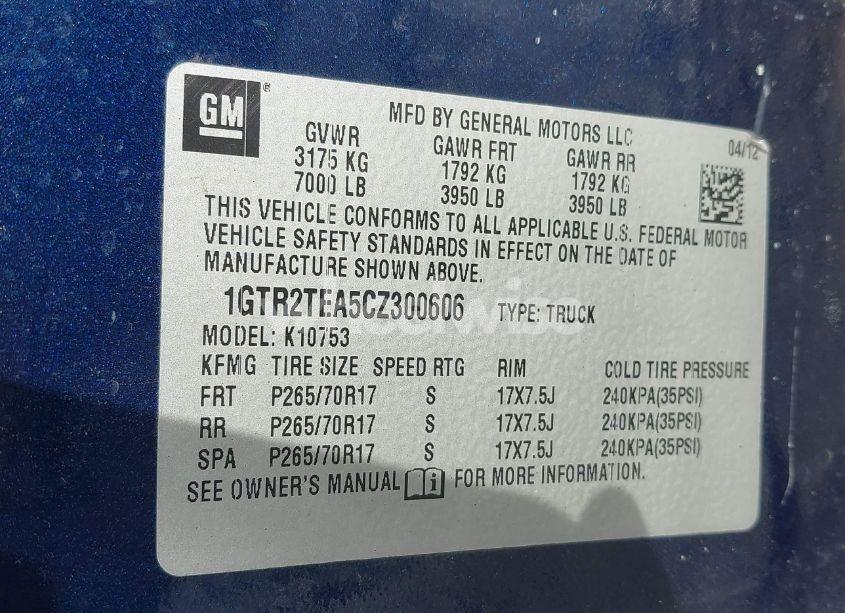 GM®
MFD BY GENERAL MOTORS LLC
04/12
GVWR GAWR FRT GAWR RR
3175 KG 1792 KG 1792 KG
7000 LB 3950 LB 3950 LB
THIS VEHICLE CONFORMS TO ALL APPLICABLE U.S. FEDERAL MOTOR
VEHICLE SAFETY STANDARDS IN EFFECT ON THE DATE OF
MANUFACTURE SHOWN ABOVE.
1GTR2TEA5CZ300606 TYPE: TRUCK
MODEL: K10753
KFMG TIRE SIZE SPEED RTG RIM COLD TIRE PRESSURE
FRT P265/70R17 S 17X7.5J 240KPA(35PSI)
RR P265/70R17 S 17X7.5J 240KPA(35PSI)
SPA P265/70R17 S 17X7.5J 240KPA(35PSI)
SEE OWNER'S MANUAL FOR MORE INFORMATION.